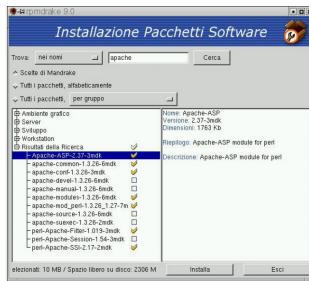 rpmdrake 9.0
Installazione Pacchetti Software
Trova: nei nomi apache Cerca
Scelte di Mandrake
Tutti i pacchetti, alfabeticamente
Tutti i pacchetti, per gruppo
Ambiente grafico
Server
Sviluppo
Workstation
Risultati della Ricerca
Apache-ASP-2.37-3mdk
apache-common-1.3.26-6mdk
apache-conf-1.3.26-3mdk
apache-devel-1.3.26-6mdk
apache-manual-1.3.26-6mdk
apache-modules-1.3.26-6mdk
apache-mod_perl-1.3.26_1.27-7m
apache-source-1.3.26-6mdk
apache-suexec-1.3.26-2mdk
perl-Apache-Filter-1.019-3mdk
perl-Apache-Session-1.54-3mdk
perl-Apache-SSI-2.17-2mdk
Nome: Apache-ASP
Versione: 2.37-3mdk
Dimensioni: 1763 Kb
Riepilogo: Apache-ASP module for perl
Descrizione: Apache-ASP module for perl
elezionati: 10 MB / Spazio libero su disco: 2306 M
Installa
Esci